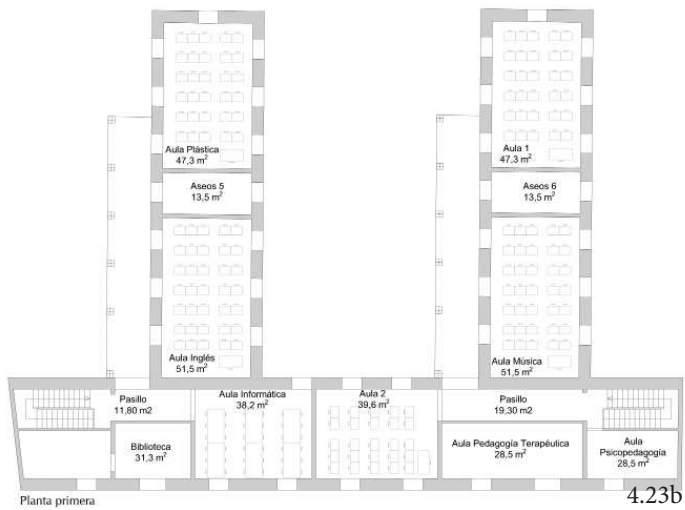 Aula Plástica
47,3 m²
Aula 1
47,3 m²
Aseos 5
13,5 m²
Aseos 6
13,5 m²
Aula Inglés
51,5 m²
Aula Música
51,5 m²
Pasillo
11,80 m2
Aula Informática
38,2 m²
Aula 2
39,6 m²
Pasillo
19,30 m2
Biblioteca
31,3 m²
Aula Pedagogía Terapéutica
28,5 m²
Aula
Psicopedagogía
28,5 m²
Planta primera
4.23b